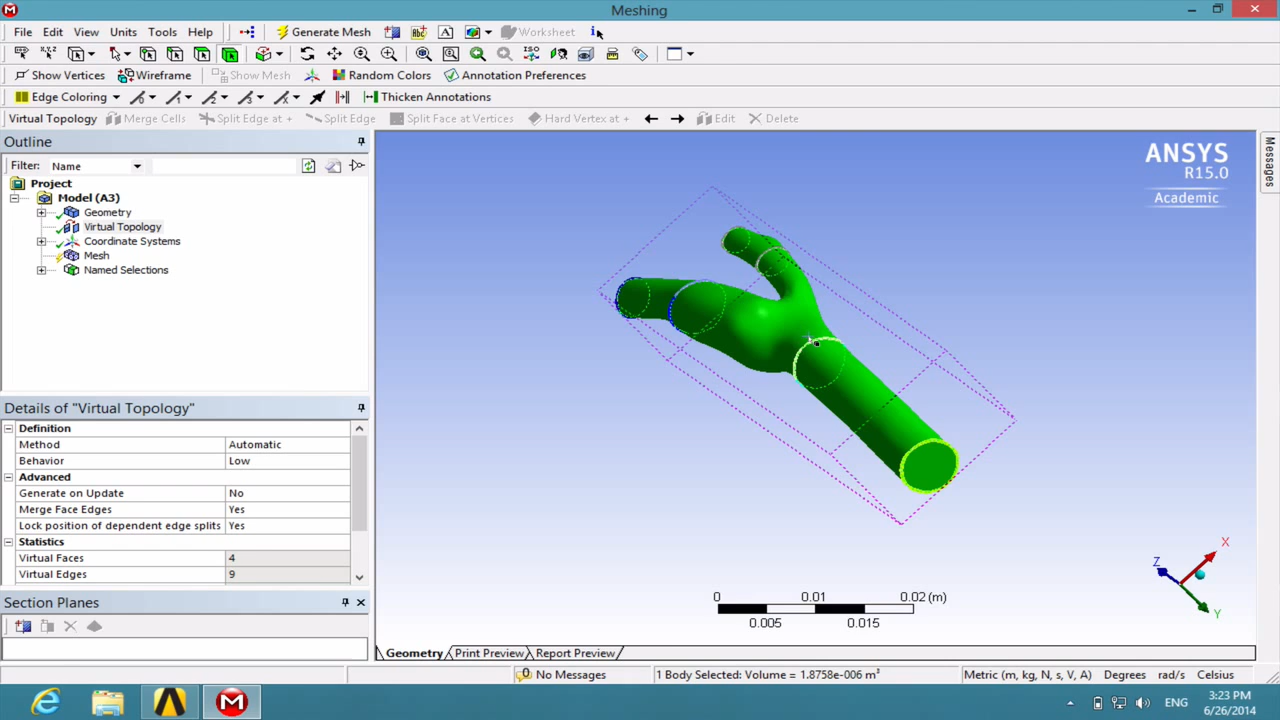 Meshing
File Edit View Units Tools Help Generate Mesh Worksheet
Show Vertices Wireframe Show Mesh Random Colors Annotation Preferences
Edge Coloring Thicken Annotations
Virtual Topology Merge Cells Split Edge at + Split Edge Split Face at Vertices Hard Vertex at + Edit Delete
Outline
Filter: Name
Project
Model (A3)
Geometry
Virtual Topology
Coordinate Systems
Mesh
Named Selections
Details of "Virtual Topology"
Definition
Method Automatic
Behavior Low
Advanced
Generate on Update No
Merge Face Edges Yes
Lock position of dependent edge splits Yes
Statistics
Virtual Faces 4
Virtual Edges 9
Section Planes
ANSYS
R15.0
Academic
Messages
X
Z
Y
0 0.01 0.02 (m)
0.005 0.015
Geometry Print Preview Report Preview
0 No Messages 1 Body Selected: Volume = 1.8758e-006 m³ Metric (m, kg, N, s, V, A) Degrees rad/s Celsius
ENG 3:23 PM
6/26/2014